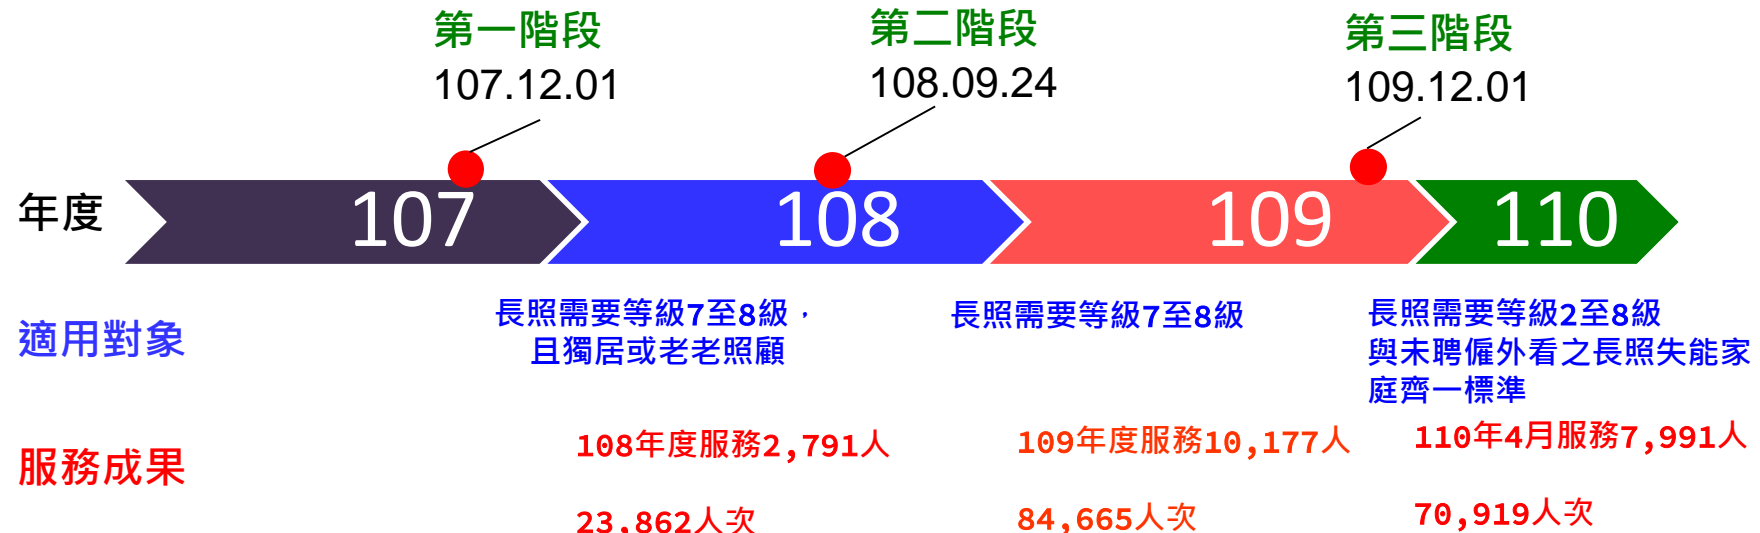 第一階段
107.12.01
第二階段
108.09.24
第三階段
109.12.01
年度
107
108
109
110
適用對象
長照需要等級7至8級，
且獨居或老老照顧
長照需要等級7至8級
長照需要等級2至8級
與未聘僱外看之長照失能家
庭齊一標準
服務成果
108年度服務2,791人
23,862人次
109年度服務10,177人
84,665人次
110年4月服務7,991人
70,919人次